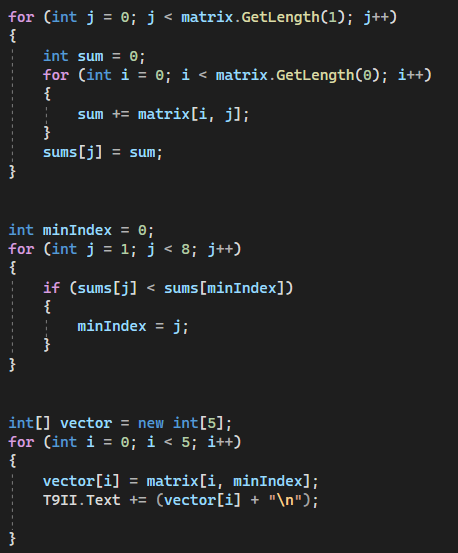 for (int j = 0; j < matrix.GetLength(1); j++)
{
    int sum = 0;
    for (int i = 0; i < matrix.GetLength(0); i++)
    {
        sum += matrix[i, j];
    }
    sums[j] = sum;
}
int minIndex = 0;
for (int j = 1; j < 8; j++)
{
    if (sums[j] < sums[minIndex])
    {
        minIndex = j;
    }
}
int[] vector = new int[5];
for (int i = 0; i < 5; i++)
{
    vector[i] = matrix[i, minIndex];
    T9II.Text += (vector[i] + "\n");
}